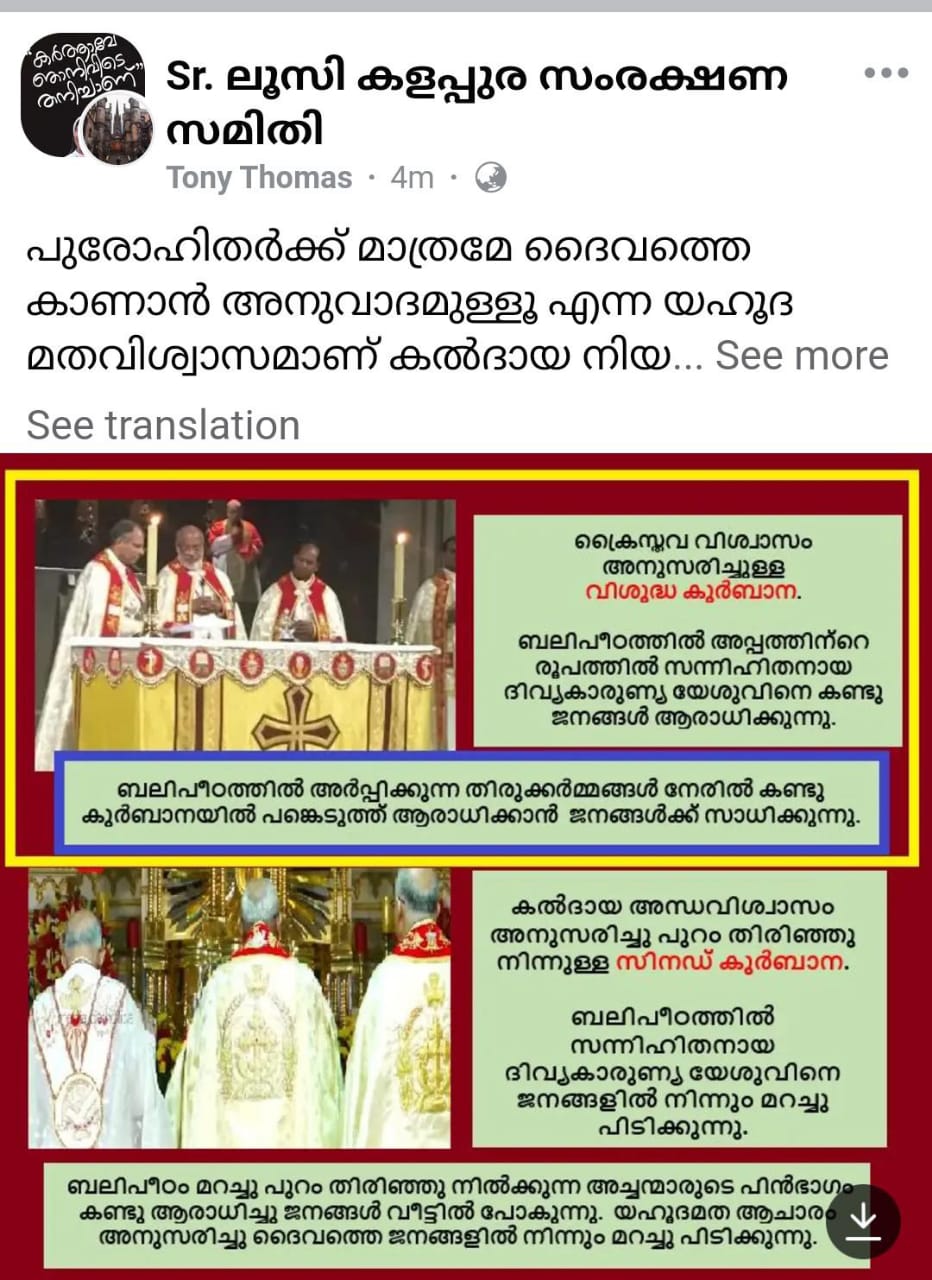 “കർത്താവേ
ഞാനിവിടെ
തനിച്ചാണ്”
Sr. ലൂസി കളപ്പുര സംരക്ഷണ
സമിതി
Tony Thomas · 4m ·
പുരോഹിതർക്ക് മാത്രമേ ദൈവത്തെ
കാണാൻ അനുവാദമുള്ളൂ എന്ന യഹൂദ
മതവിശ്വാസമാണ് കൽദായ നിയ... See more
See translation
ക്രൈസ്തവ വിശ്വാസം
അനുസരിച്ചുള്ള
വിശുദ്ധ കുർബാന.
ബലിപീഠത്തിൽ അപ്പത്തിന്റെ
രൂപത്തിൽ സന്നിഹിതനായ
ദിവ്യകാരുണ്യ യേശുവിനെ കണ്ടു
ജനങ്ങൾ ആരാധിക്കുന്നു.
ബലിപീഠത്തിൽ അർപ്പിക്കുന്ന തിരുക്കർമ്മങ്ങൾ നേരിൽ കണ്ടു
കുർബാനയിൽ പങ്കെടുത്ത് ആരാധിക്കാൻ ജനങ്ങൾക്ക് സാധിക്കുന്നു.
കൽദായ അന്ധവിശ്വാസം
അനുസരിച്ചു പുറം തിരിഞ്ഞു
നിന്നുള്ള സിനഡ് കുർബാന.
ബലിപീഠത്തിൽ
സന്നിഹിതനായ
ദിവ്യകാരുണ്യ യേശുവിനെ
ജനങ്ങളിൽ നിന്നും മറച്ചു
പിടിക്കുന്നു.
ബലിപീഠം മറച്ചു പുറം തിരിഞ്ഞു നിൽക്കുന്ന അച്ചന്മാരുടെ പിൻഭാഗം
കണ്ടു ആരാധിച്ചു ജനങ്ങൾ വീട്ടിൽ പോകുന്നു. യഹൂദമത ആചാരം
അനുസരിച്ചു ദൈവത്തെ ജനങ്ങളിൽ നിന്നും മറച്ചു പിടിക്കുന്നു.